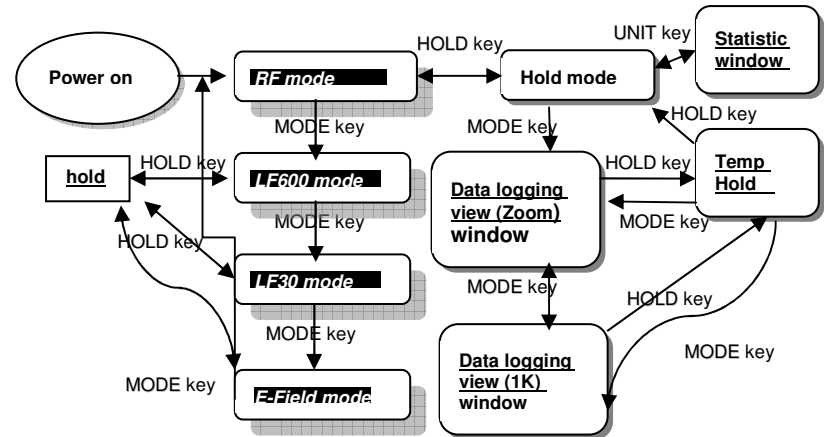 Power on
RF mode
HOLD key
Hold mode
UNIT key
Statistic
window
MODE key
MODE key
HOLD key
hold
HOLD key
LF600 mode
Data logging
view (Zoom)
window
HOLD key
Temp
Hold
MODE key
MODE key
HOLD key
LF30 mode
MODE key
HOLD key
MODE key
MODE key
MODE key
E-Field mode
Data logging
view (1K)
window